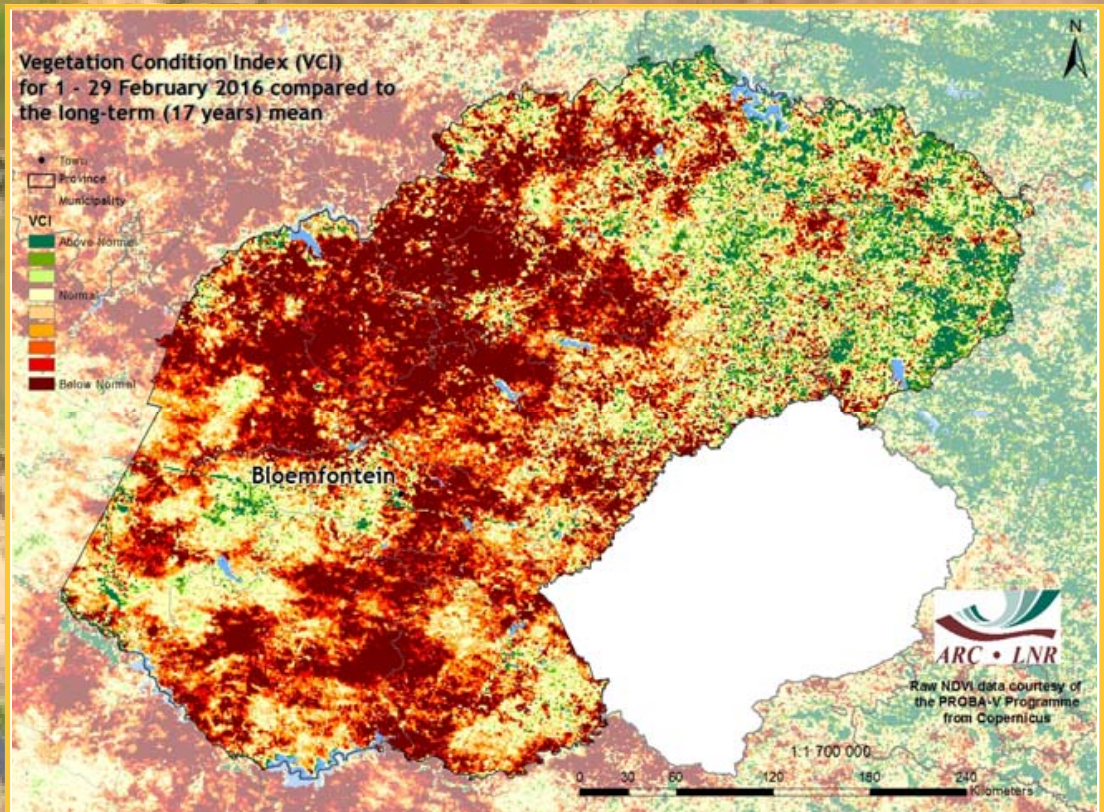 Vegetation Condition Index (VCI)
for 1 - 29 February 2016 compared to
the long-term (17 years) mean
N
Town
Province
Municipality
VCI
Above Normal
Normal
Below Normal
Bloemfontein
ARC • LNR
Raw NDVI data courtesy of
the PROBA-V Programme
from Copernicus
1:1 700 000
0 30 60 120 180 240
Kilometers